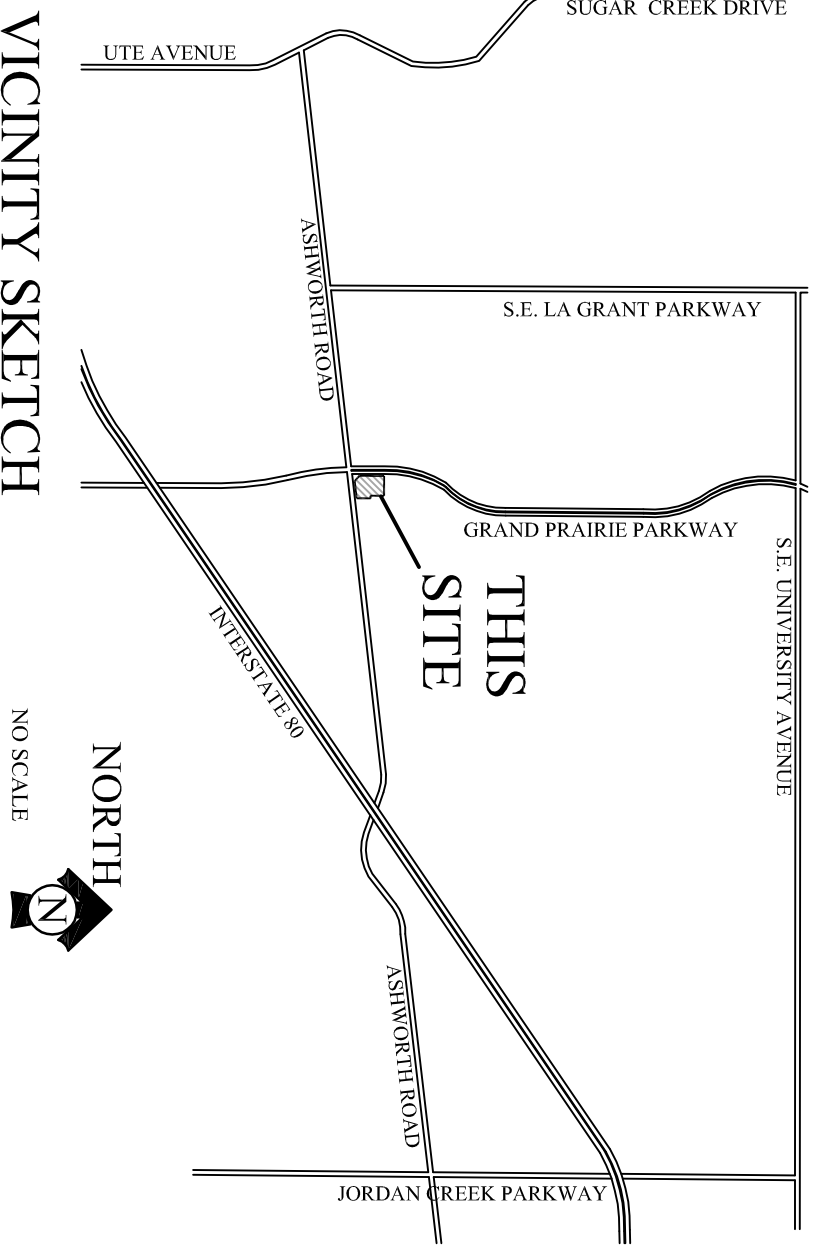 SUGAR CREEK DRIVE
UTE AVENUE
ASHWORTH ROAD
S.E. LA GRANT PARKWAY
GRAND PRAIRIE PARKWAY
S.E. UNIVERSITY AVENUE
THIS
SITE
INTERSTATE 80
ASHWORTH ROAD
JORDAN CREEK PARKWAY
VICINITY SKETCH
NO SCALE
NORTH
N